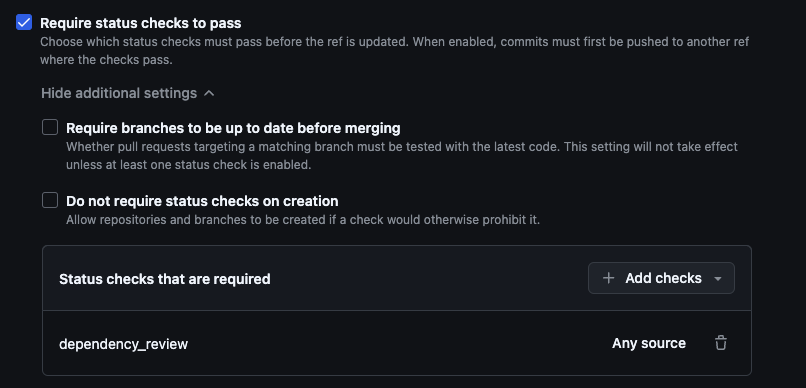 Require status checks to pass
Choose which status checks must pass before the ref is updated. When enabled, commits must first be pushed to another ref
where the checks pass.
Hide additional settings
Require branches to be up to date before merging
Whether pull requests targeting a matching branch must be tested with the latest code. This setting will not take effect
unless at least one status check is enabled.
Do not require status checks on creation
Allow repositories and branches to be created if a check would otherwise prohibit it.
Status checks that are required
Add checks
dependency_review
Any source